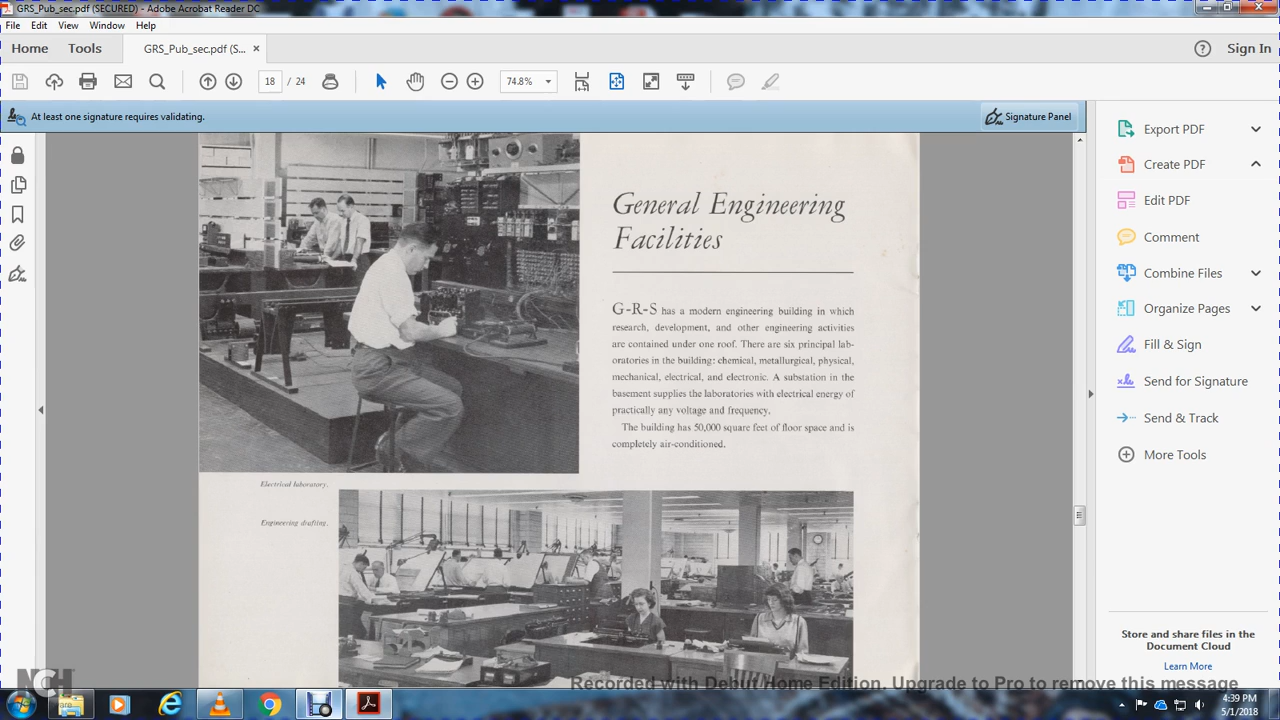 GRS_Pub_sec.pdf (SECURED) - Adobe Acrobat Reader DC
File Edit View Window Help
Home Tools GRS_Pub_sec.pdf (S... × Sign In
18 / 24 74.8%
At least one signature requires validating. Signature Panel
General Engineering
Facilities
G-R-S has a modern engineering building in which
research, development, and other engineering activities
are contained under one roof. There are six principal lab-
oratories in the building: chemical, metallurgical, physical,
mechanical, electrical, and electronic. A substation in the
basement supplies the laboratories with electrical energy of
practically any voltage and frequency.
The building has 50,000 square feet of floor space and is
completely air-conditioned.
Electrical laboratory.
Engineering drafting.
Export PDF
Create PDF
Edit PDF
Comment
Combine Files
Organize Pages
Fill & Sign
Send for Signature
Send & Track
More Tools
Store and share files in the
Document Cloud
Learn More
NCH
Recorded with Debut Home Edition. Upgrade to Pro to remove this message
4:39 PM
5/1/2018